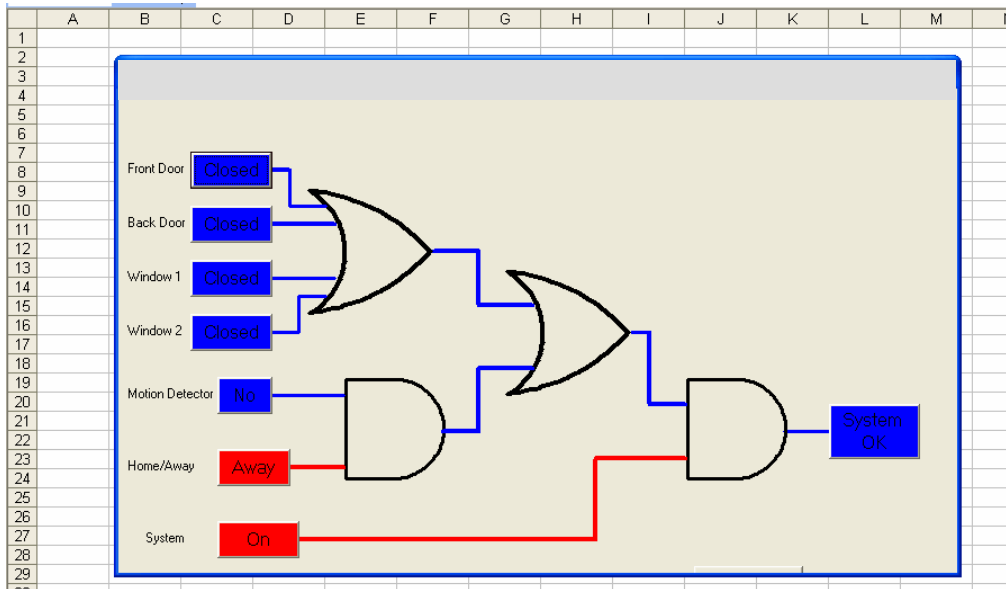 A B C D E F G H I J K L M
1
2
3
4
5
6
7
8
9
10
11
12
13
14
15
16
17
18
19
20
21
22
23
24
25
26
27
28
29
Front Door Closed
Back Door Closed
Window 1 Closed
Window 2 Closed
Motion Detector No
Home/Away Away
System On
System
OK